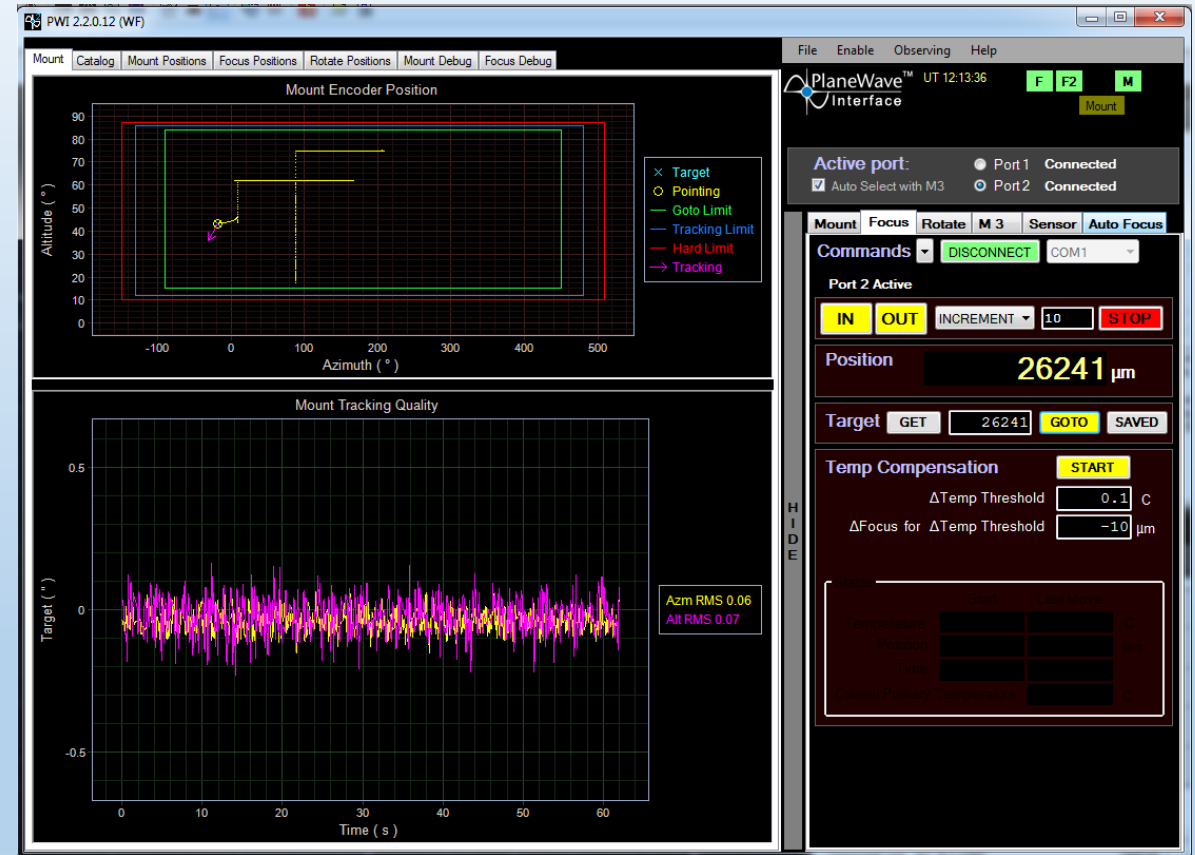 PWI 2.2.0.12 (WF)
Mount Catalog Mount Positions Focus Positions Rotate Positions Mount Debug Focus Debug
Mount Encoder Position
90
80
70
60
50
40
30
20
10
0
Altitude ( ° )
-100 0 100 200 300 400 500
Azimuth ( ° )
Target
Pointing
Goto Limit
Tracking Limit
Hard Limit
Tracking
Mount Tracking Quality
0.5
0
-0.5
Target ( " )
0 10 20 30 40 50 60
Time ( s )
Azm RMS 0.06
Alt RMS 0.07
HIDE
File Enable Observing Help
PlaneWave™ UT 12:13:36 F F2 M
Interface
Mount
Active port: Port 1 Connected
Auto Select with M3 Port 2 Connected
Mount Focus Rotate M 3 Sensor Auto Focus
Commands DISCONNECT COM1
Port 2 Active
IN OUT INCREMENT 10 STOP
Position 26241 µm
Target GET 26241 GOTO SAVED
Temp Compensation START
ΔTemp Threshold 0.1 C
ΔFocus for ΔTemp Threshold -10 µm